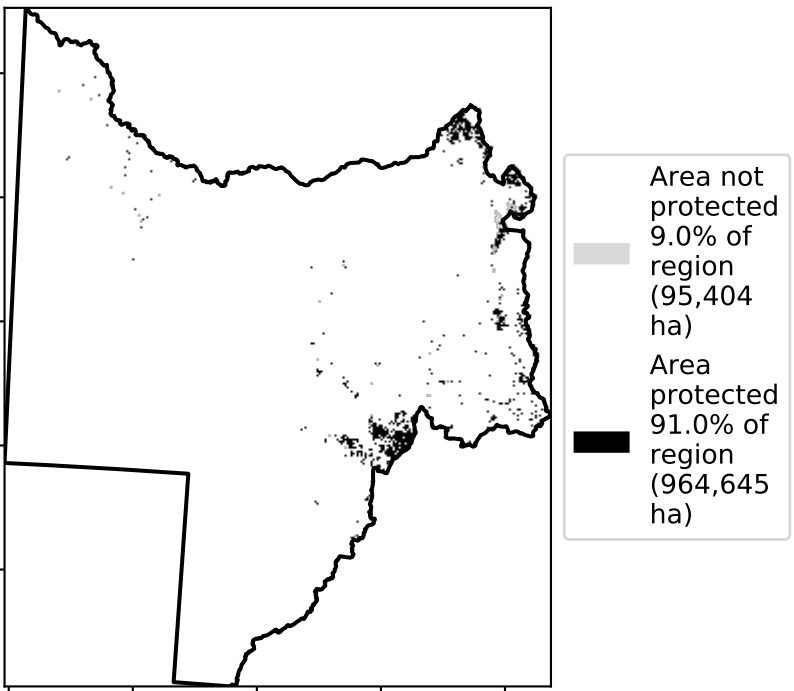 Area not
protected
9.0% of
region
(95,404
ha)
Area
protected
91.0% of
region
(964,645
ha)